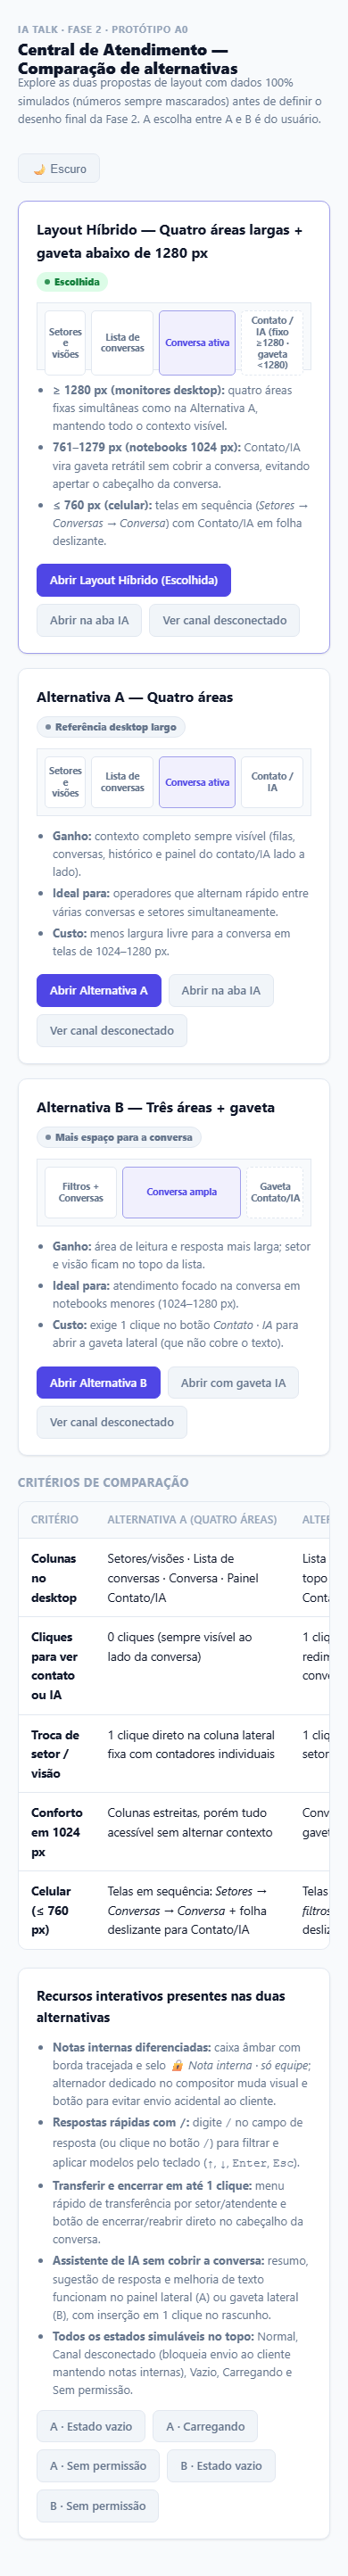 IA TALK · FASE 2 · PROTÓTIPO A0
Central de Atendimento —
Comparação de alternativas
Explore as duas propostas de layout com dados 100%
simulados (números sempre mascarados) antes de definir o
desenho final da Fase 2. A escolha entre A e B é do usuário.
🌙 Escuro
Layout Híbrido — Quatro áreas largas +
gaveta abaixo de 1280 px
Escolhida
Setores
e
visões
Lista de
conversas
Conversa ativa
Contato /
IA (fixo
≥1280 ·
gaveta
<1280)
≥ 1280 px (monitores desktop): quatro áreas
fixas simultâneas como na Alternativa A,
mantendo todo o contexto visível.
761–1279 px (notebooks 1024 px): Contato/IA
vira gaveta retrátil sem cobrir a conversa, evitando
apertar o cabeçalho da conversa.
≤ 760 px (celular): telas em sequência (Setores →
Conversas → Conversa) com Contato/IA em folha
deslizante.
Abrir Layout Híbrido (Escolhida)
Abrir na aba IA
Ver canal desconectado
Alternativa A — Quatro áreas
Referência desktop largo
Setores
e
visões
Lista de
conversas
Conversa ativa
Contato /
IA
Ganho: contexto completo sempre visível (filas,
conversas, histórico e painel do contato/IA lado a
lado).
Ideal para: operadores que alternam rápido entre
várias conversas e setores simultaneamente.
Custo: menos largura livre para a conversa em
telas de 1024–1280 px.
Abrir Alternativa A
Abrir na aba IA
Ver canal desconectado
Alternativa B — Três áreas + gaveta
Mais espaço para a conversa
Filtros +
Conversas
Conversa ampla
Gaveta
Contato/IA
Ganho: área de leitura e resposta mais larga; setor
e visão ficam no topo da lista.
Ideal para: atendimento focado na conversa em
notebooks menores (1024–1280 px).
Custo: exige 1 clique no botão Contato · IA para
abrir a gaveta lateral (que não cobre o texto).
Abrir Alternativa B
Abrir com gaveta IA
Ver canal desconectado
CRITÉRIOS DE COMPARAÇÃO
CRITÉRIO ALTERNATIVA A (QUATRO ÁREAS)
Colunas
no
desktop
Setores/visões · Lista de
conversas · Conversa · Painel
Contato/IA
Lista
topo
Cliques
para ver
contato
ou IA
0 cliques (sempre visível ao
lado da conversa)
Troca de
setor /
visão
1 clique direto na coluna lateral
fixa com contadores individuais
Conforto
em 1024
px
Colunas estreitas, porém tudo
acessível sem alternar contexto
Celular
(≤ 760
px)
Telas em sequência: Setores →
Conversas → Conversa + folha
deslizante para Contato/IA
Telas
Recursos interativos presentes nas duas
alternativas
Notas internas diferenciadas: caixa âmbar com
borda tracejada e selo 🔒 Nota interna · só equipe;
alternador dedicado no compositor muda visual e
botão para evitar envio acidental ao cliente.
Respostas rápidas com /: digite / no campo de
resposta (ou clique no botão /) para filtrar e
aplicar modelos pelo teclado (↑, ↓, Enter, Esc).
Transferir e encerrar em até 1 clique: menu
rápido de transferência por setor/atendente e
botão de encerrar/reabrir direto no cabeçalho da
conversa.
Assistente de IA sem cobrir a conversa: resumo,
sugestão de resposta e melhoria de texto
funcionam no painel lateral (A) ou gaveta lateral
(B), com inserção em 1 clique no rascunho.
Todos os estados simuláveis no topo: Normal,
Canal desconectado (bloqueia envio ao cliente
mantendo notas internas), Vazio, Carregando e
Sem permissão.
A · Estado vazio
A · Carregando
A · Sem permissão
B · Estado vazio
B · Sem permissão